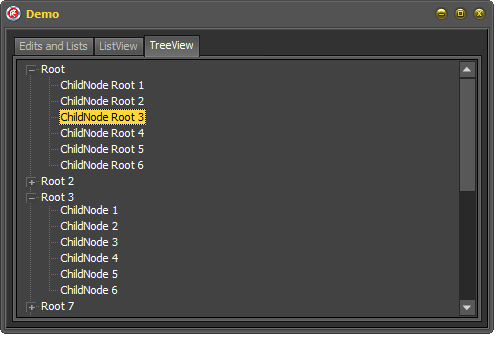 Demo
Edits and Lists ListView TreeView
Root
ChildNode Root 1
ChildNode Root 2
ChildNode Root 3
ChildNode Root 4
ChildNode Root 5
ChildNode Root 6
Root 2
Root 3
ChildNode 1
ChildNode 2
ChildNode 3
ChildNode 4
ChildNode 5
ChildNode 6
Root 7